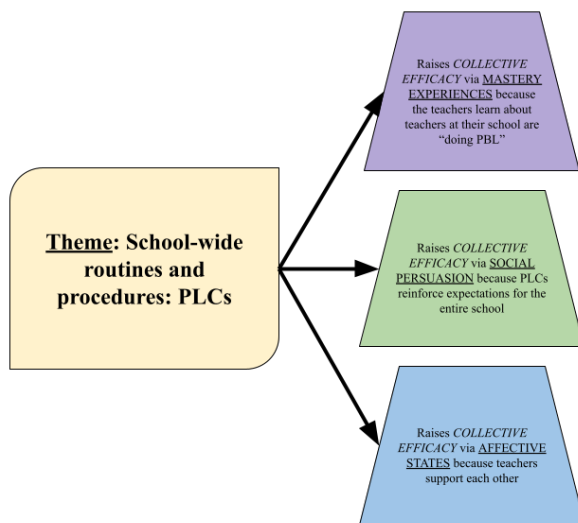 Theme: School-wide
routines and
procedures: PLCs
Raises COLLECTIVE
EFFICACY via MASTERY
EXPERIENCES because
the teachers learn about
teachers at their school are
“doing PBL”
Raises COLLECTIVE
EFFICACY via SOCIAL
PERSUASION because PLCs
reinforce expectations for the
entire school
Raises COLLECTIVE
EFFICACY via AFFECTIVE
STATES because teachers
support each other